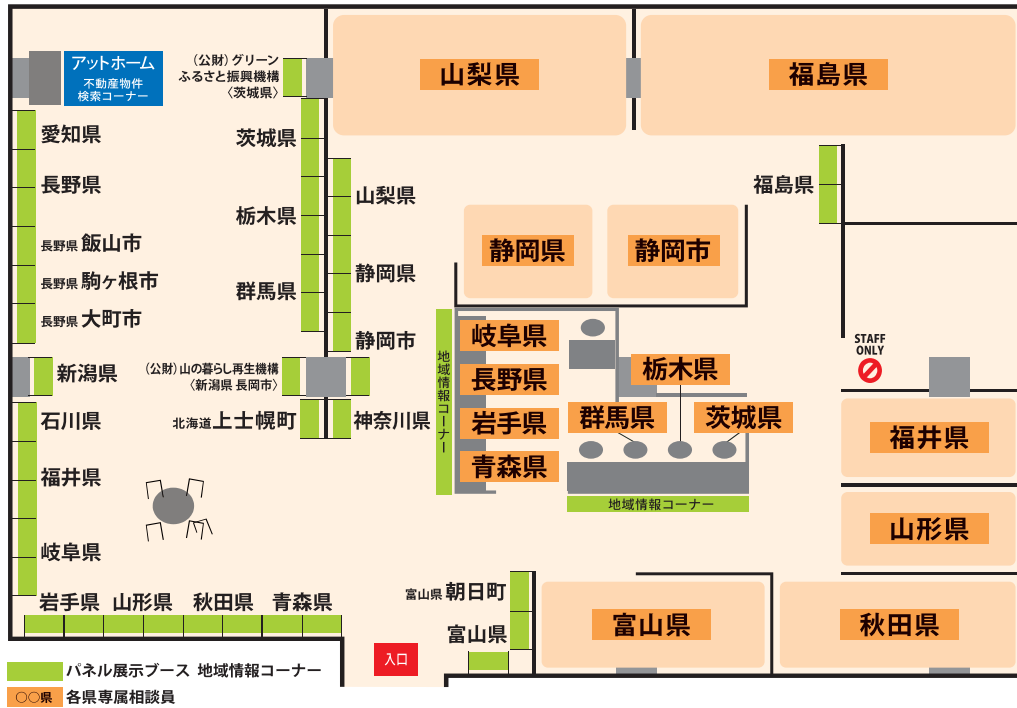 アットホーム
不動産物件
検索コーナー
(公財)グリーン
ふるさと振興機構
〈茨城県〉
山梨県
福島県
愛知県
長野県
長野県 飯山市
長野県 駒ヶ根市
長野県 大町市
茨城県
栃木県
群馬県
山梨県
静岡県
静岡市
福島県
静岡県
静岡市
新潟県
(公財)山の暮らし再生機構
〈新潟県 長岡市〉
石川県
北海道 上士幌町
神奈川県
福井県
岐阜県
地域情報コーナー
岐阜県
長野県
岩手県
青森県
栃木県
群馬県
茨城県
地域情報コーナー
STAFF
ONLY
福井県
山形県
岩手県
山形県
秋田県
青森県
富山県 朝日町
富山県
富山県
秋田県
入口
パネル展示ブース 地域情報コーナー
〇〇県
各県専属相談員